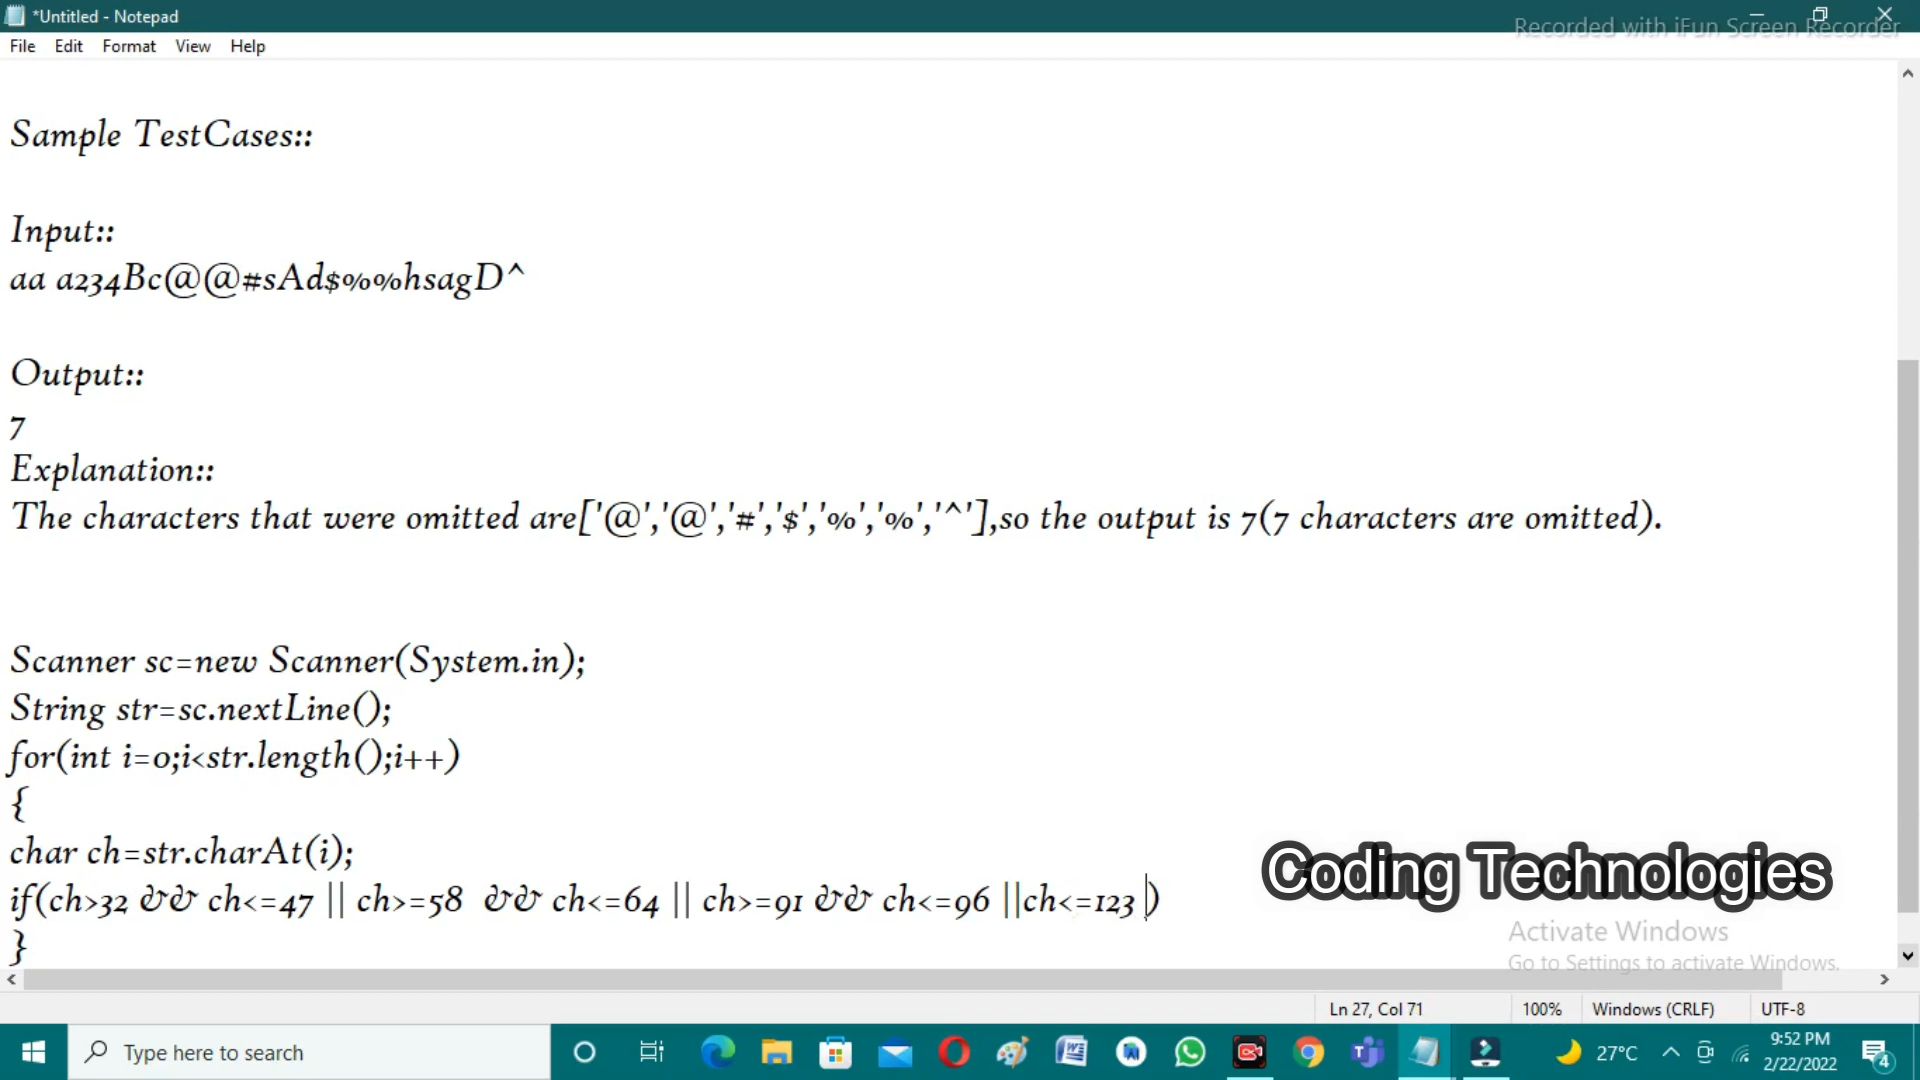 *Untitled - Notepad
Recorded with iFun Screen Recorder
File Edit Format View Help
Sample TestCases::
Input::
aa a234Bc@@#sAd$%%hsagD^
Output::
7
Explanation::
The characters that were omitted are['@','@','#','$','%','%','^'],so the output is 7(7 characters are omitted).
Scanner sc=new Scanner(System.in);
String str=sc.nextLine();
for(int i=0;i<str.length();i++)
{
char ch=str.charAt(i);
if(ch>32 && ch<=47 || ch>=58  && ch<=64 || ch>=91 && ch<=96 ||ch<=123 )
}
Coding Technologies
Activate Windows
Go to Settings to activate Windows.
Ln 27, Col 71 100% Windows (CRLF) UTF-8
Type here to search
27°C
9:52 PM
2/22/2022
4